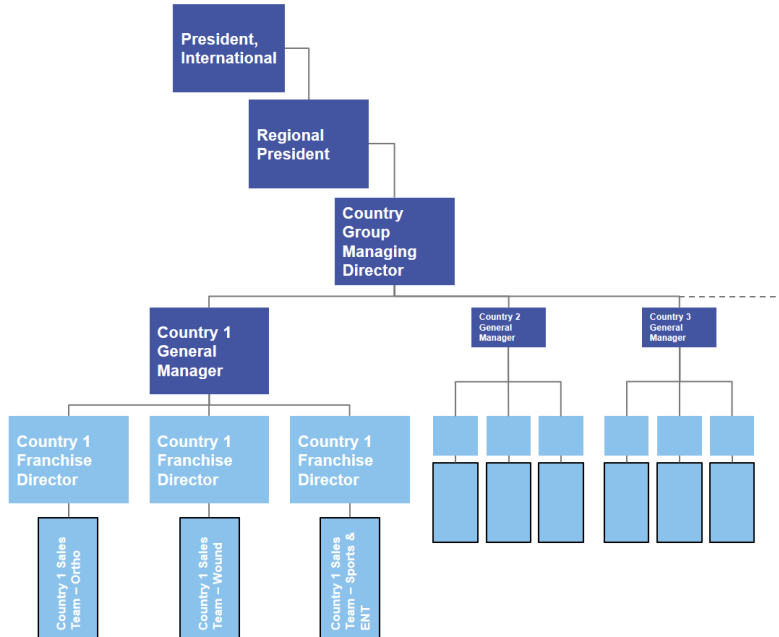 President,
International
Regional
President
Country
Group
Managing
Director
Country 1
General
Manager
Country 2
General
Manager
Country 3
General
Manager
Country 1
Franchise
Director
Country 1
Franchise
Director
Country 1
Franchise
Director
Country 1 Sales
Team – Ortho
Country 1 Sales
Team – Wound
Country 1 Sales
Team – Sports &
ENT